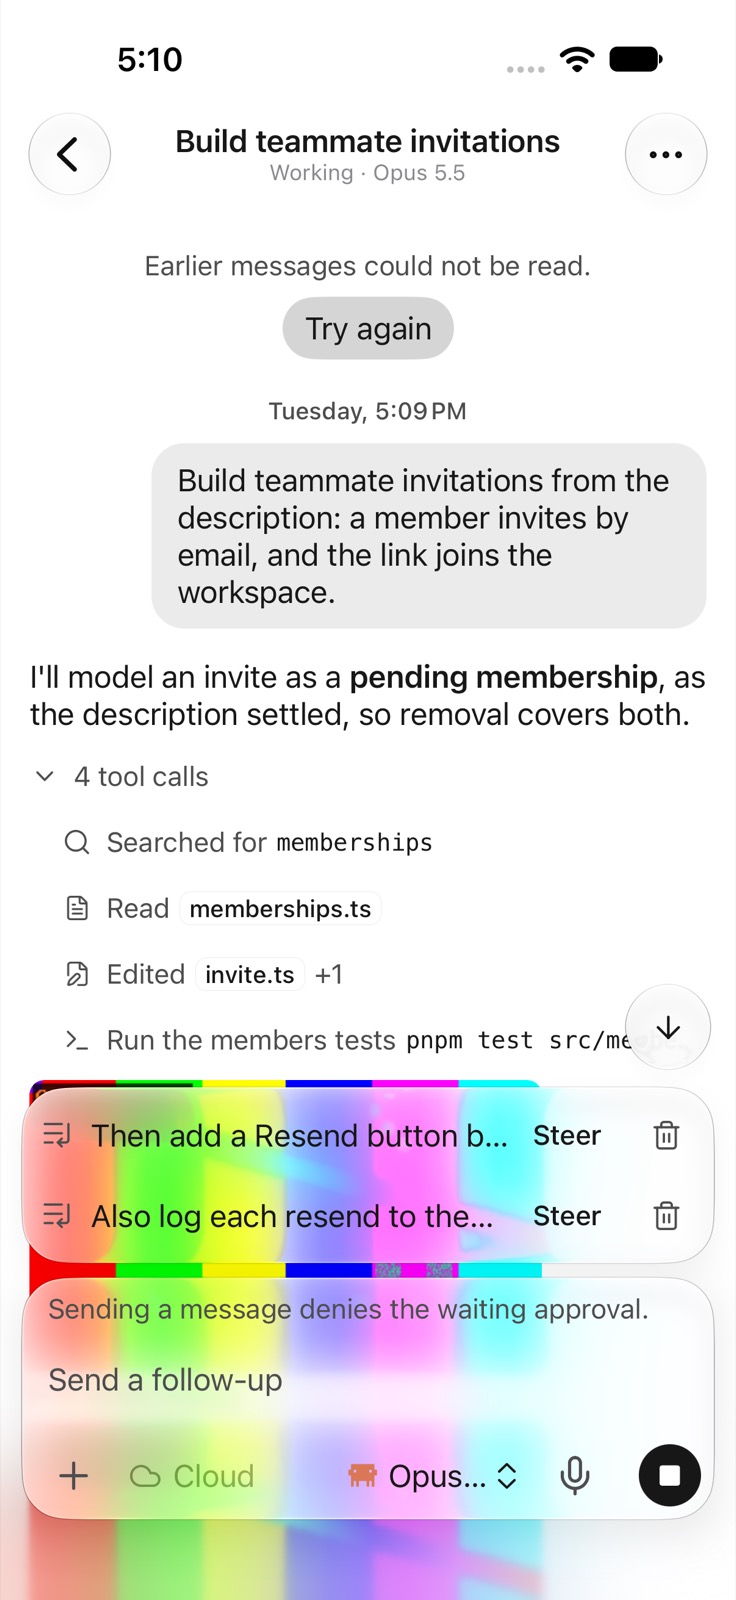 5:10
Build teammate invitations
Working · Opus 5.5
Earlier messages could not be read.
Try again
Tuesday, 5:09 PM
Build teammate invitations from the
description: a member invites by
email, and the link joins the
workspace.
I'll model an invite as a pending membership, as
the description settled, so removal covers both.
4 tool calls
Searched for memberships
Read memberships.ts
Edited invite.ts +1
Run the members tests pnpm test src/me
Then add a Resend button b... Steer
Also log each resend to the... Steer
Sending a message denies the waiting approval.
Send a follow-up
Cloud Opus...